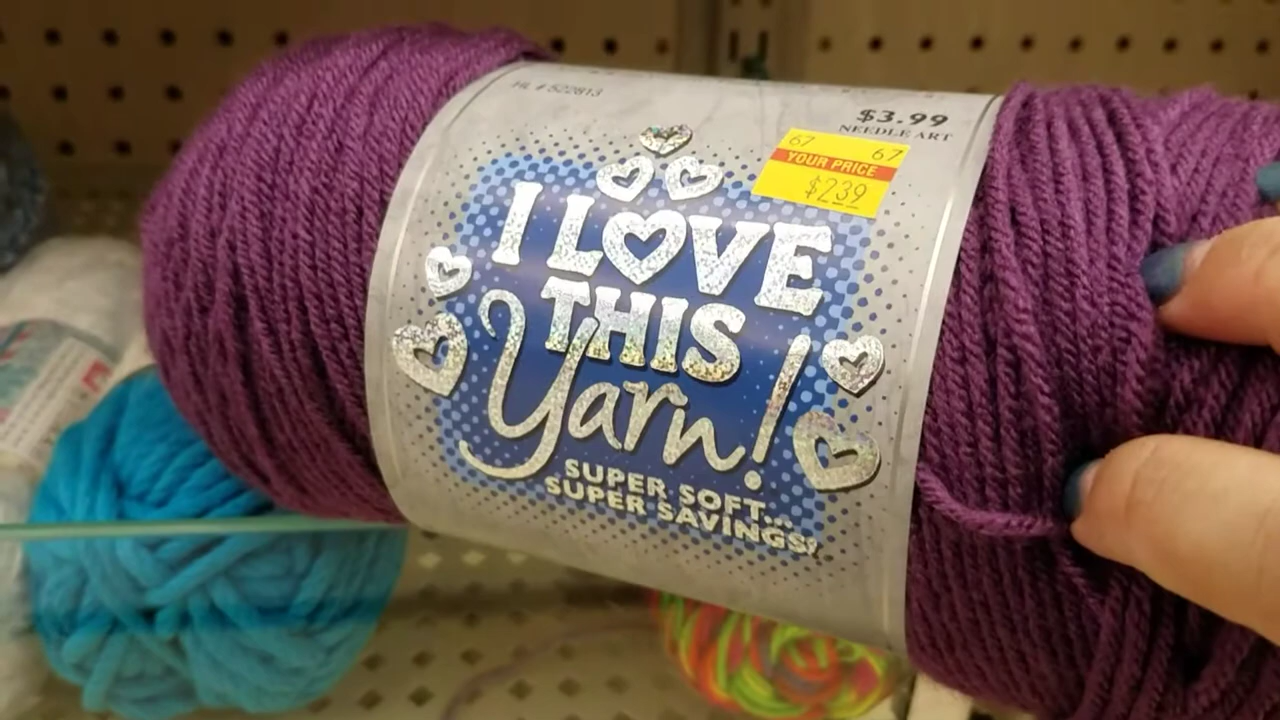 HL # 522813
$3.99
NEEDLE ART
67 67
YOUR PRICE
$2.39
I LOVE
THIS
Yarn!
SUPER SOFT...
SUPER SAVINGS!